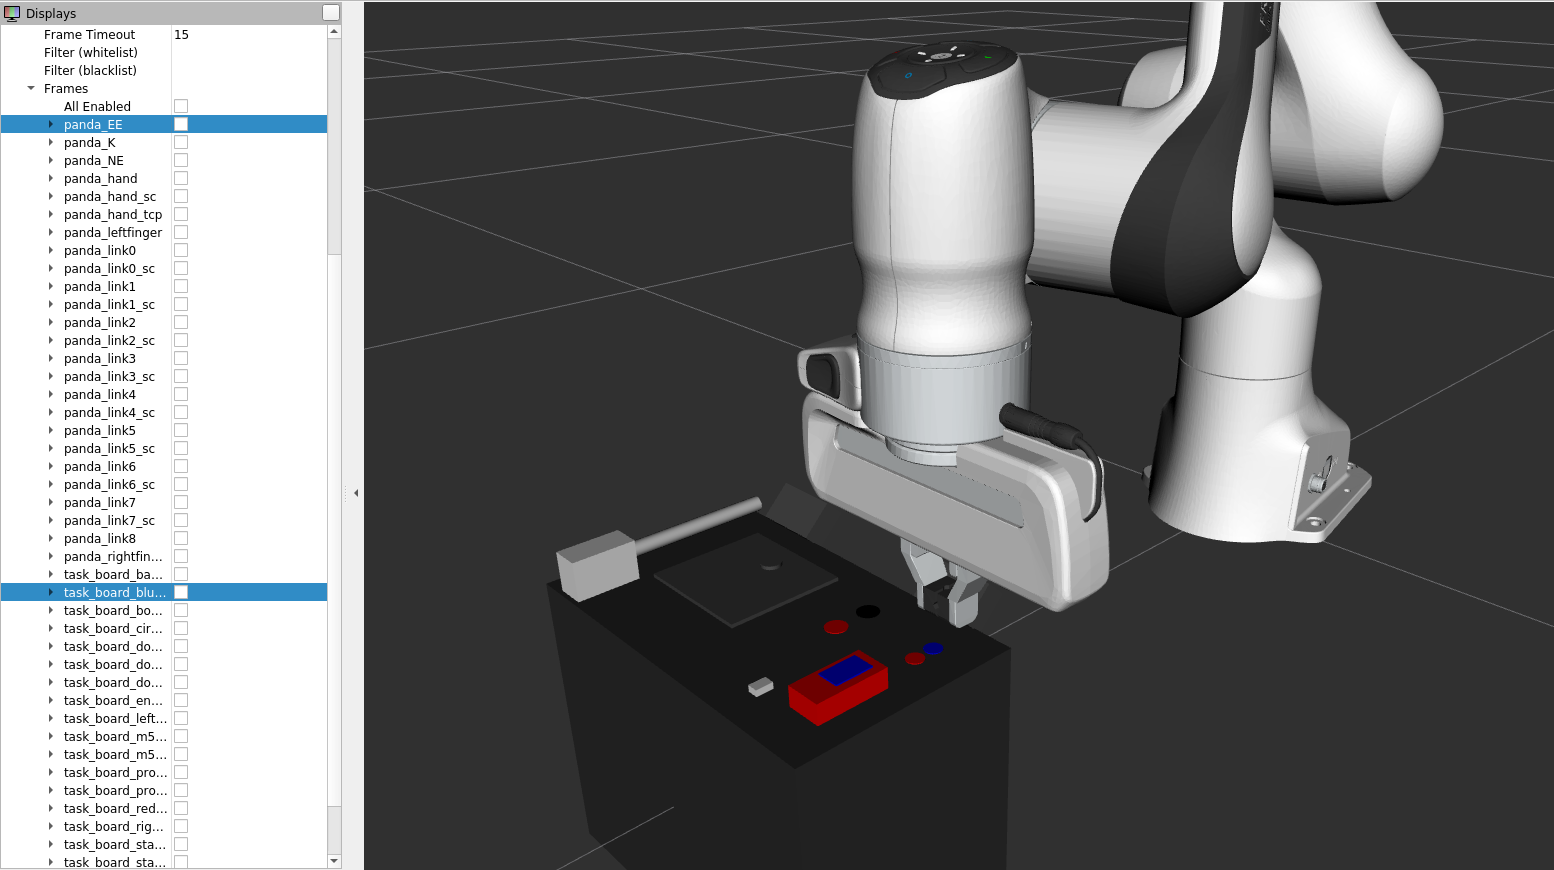 Displays
Frame Timeout 15
Filter (whitelist)
Filter (blacklist)
Frames
All Enabled
panda_EE
panda_K
panda_NE
panda_hand
panda_hand_sc
panda_hand_tcp
panda_leftfinger
panda_link0
panda_link0_sc
panda_link1
panda_link1_sc
panda_link2
panda_link2_sc
panda_link3
panda_link3_sc
panda_link4
panda_link4_sc
panda_link5
panda_link5_sc
panda_link6
panda_link6_sc
panda_link7
panda_link7_sc
panda_link8
panda_rightfin...
task_board_ba...
task_board_blu...
task_board_bo...
task_board_cir...
task_board_do...
task_board_do...
task_board_do...
task_board_en...
task_board_left...
task_board_m5...
task_board_m5...
task_board_pro...
task_board_pro...
task_board_red...
task_board_rig...
task_board_sta...
task_board_sta...